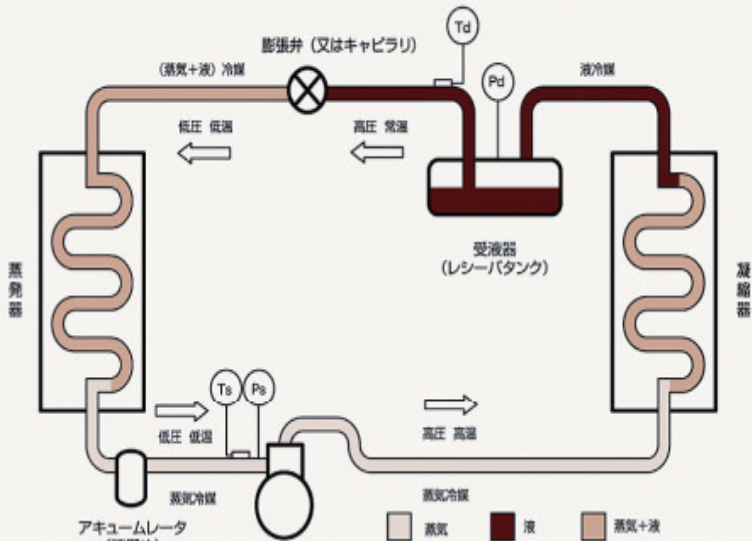 Td
膨張弁（又はキャピラリ）
（蒸気＋液）冷媒
Pd
液冷媒
低圧 低温
高圧 常温
受液器
（レシーバタンク）
蒸発器
凝縮器
Ts
Ps
低圧 低温
高圧 高温
蒸気冷媒
蒸気冷媒
アキュームレータ
蒸気
液
蒸気＋液